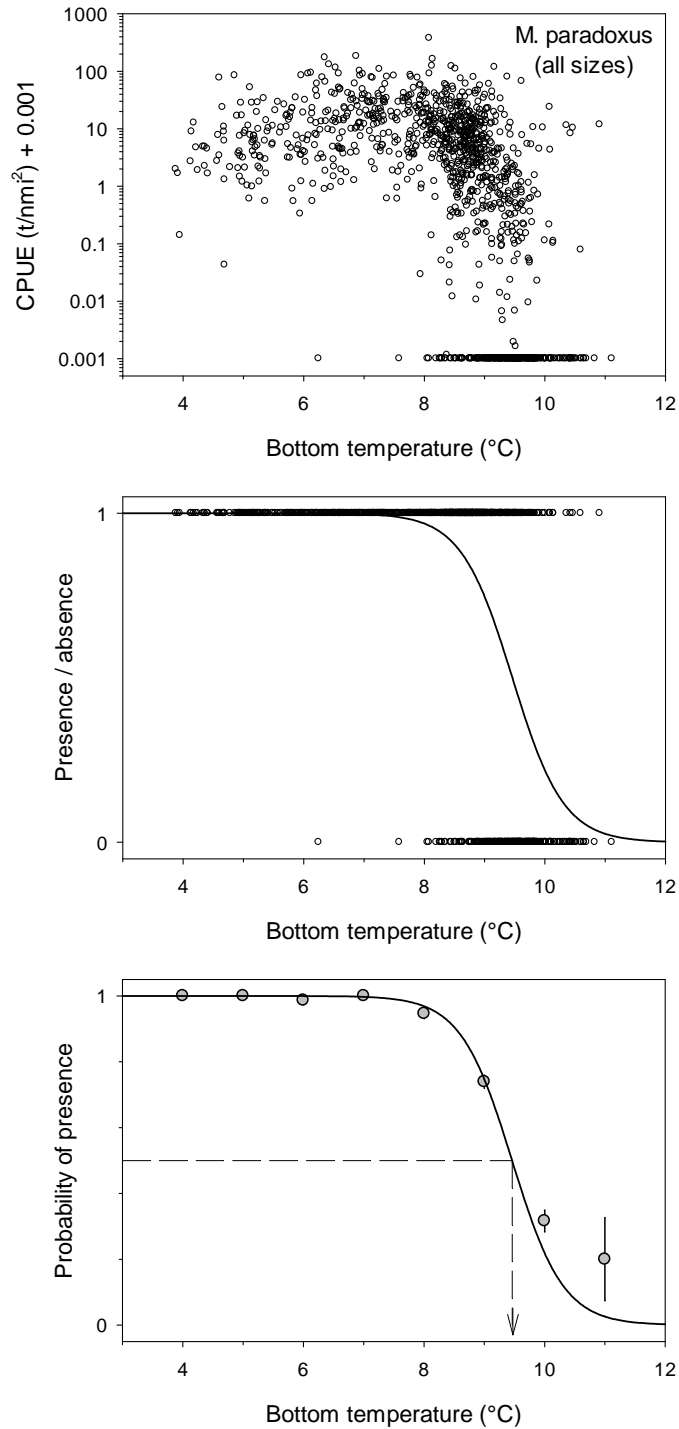 1000
M. paradoxus
(all sizes)
100
10
1
0.1
0.01
0.001
CPUE (t/nmi²) + 0.001
4 6 8 10 12
Bottom temperature (°C)
1
Presence / absence
0
4 6 8 10 12
Bottom temperature (°C)
1
Probability of presence
0
4 6 8 10 12
Bottom temperature (°C)